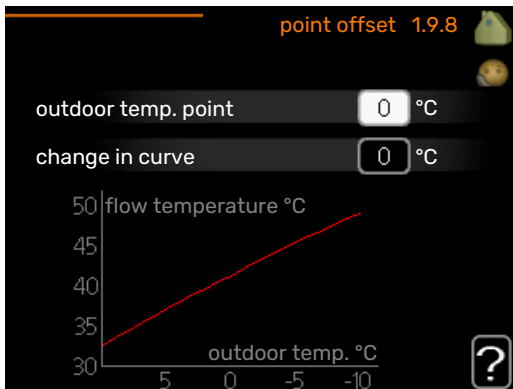 point offset 1.9.8
outdoor temp. point 0 °C
change in curve 0 °C
50 flow temperature °C
45
40
35
30 outdoor temp. °C
5 0 -5 -10
?